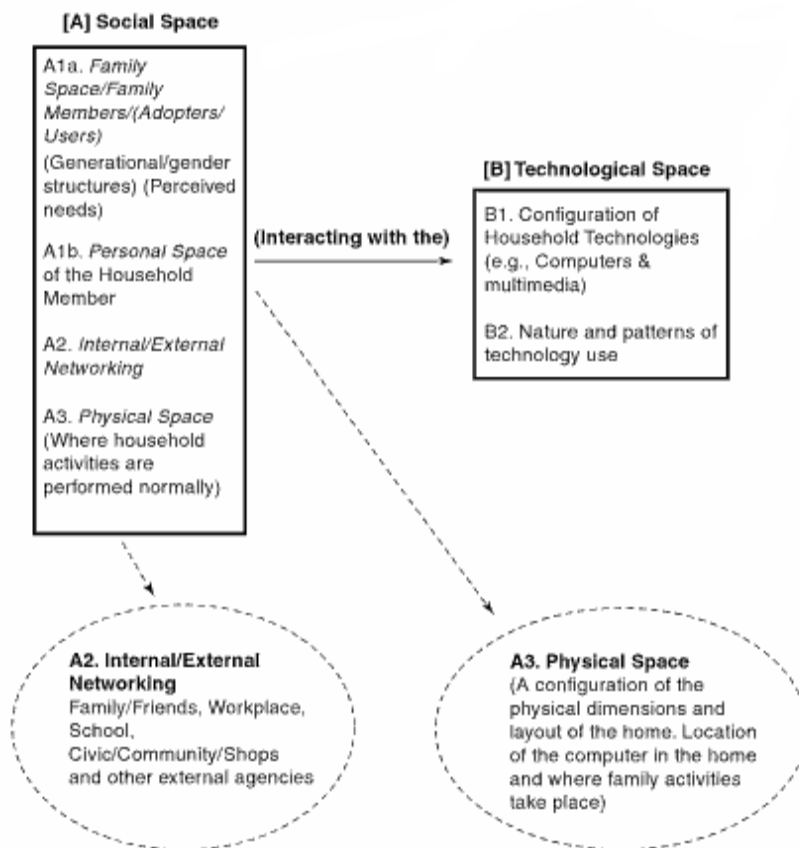 [A] Social Space
A1a. Family
Space/Family
Members/(Adopters/
Users)
(Generational/gender
structures) (Perceived
needs)
A1b. Personal Space
of the Household
Member
A2. Internal/External
Networking
A3. Physical Space
(Where household
activities are
performed normally)
(Interacting with the)
[B] Technological Space
B1. Configuration of
Household Technologies
(e.g., Computers &
multimedia)
B2. Nature and patterns of
technology use
A2. Internal/External
Networking
Family/Friends, Workplace,
School,
Civic/Community/Shops
and other external agencies
A3. Physical Space
(A configuration of the
physical dimensions and
layout of the home. Location
of the computer in the home
and where family activities
take place)